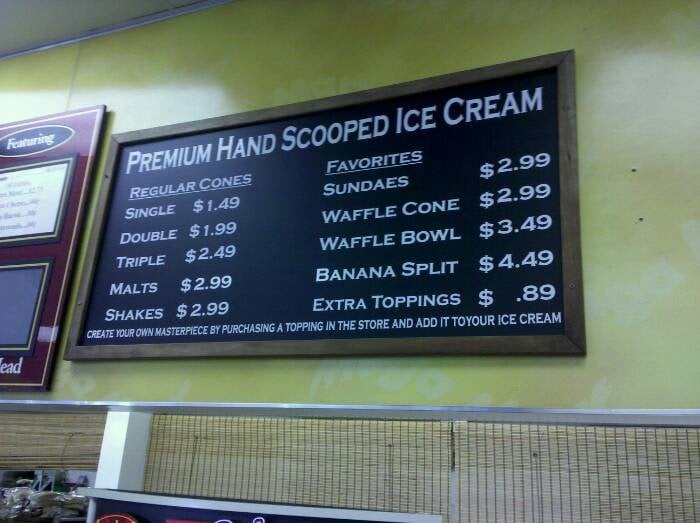 Featuring
PREMIUM HAND SCOOPED ICE CREAM
REGULAR CONES
SINGLE $1.49
DOUBLE $1.99
TRIPLE $2.49
MALTS $2.99
SHAKES $2.99
FAVORITES
SUNDAES $2.99
WAFFLE CONE $2.99
WAFFLE BOWL $3.49
BANANA SPLIT $4.49
EXTRA TOPPINGS $ .89
CREATE YOUR OWN MASTERPIECE BY PURCHASING A TOPPING IN THE STORE AND ADD IT TOYOUR ICE CREAM
ead